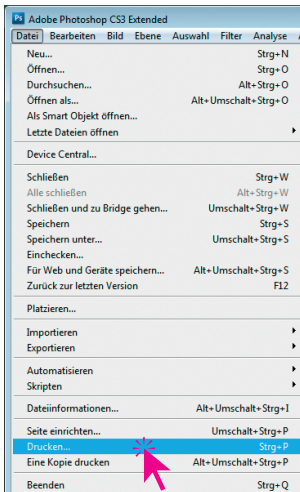 Ps Adobe Photoshop CS3 Extended
Datei Bearbeiten Bild Ebene Auswahl Filter Analyse
Neu... Strg+N
Öffnen... Strg+O
Durchsuchen... Alt+Strg+O
Öffnen als... Alt+Umschalt+Strg+O
Als Smart Objekt öffnen...
Letzte Dateien öffnen
Device Central...
Schließen Strg+W
Alle schließen Alt+Strg+W
Schließen und zu Bridge gehen... Umschalt+Strg+W
Speichern Strg+S
Speichern unter... Umschalt+Strg+S
Einchecken...
Für Web und Geräte speichern... Alt+Umschalt+Strg+S
Zurück zur letzten Version F12
Platzieren...
Importieren
Exportieren
Automatisieren
Skripten
Dateiinformationen... Alt+Umschalt+Strg+I
Seite einrichten... Umschalt+Strg+P
Drucken... Strg+P
Eine Kopie drucken Alt+Umschalt+Strg+P
Beenden Strg+Q